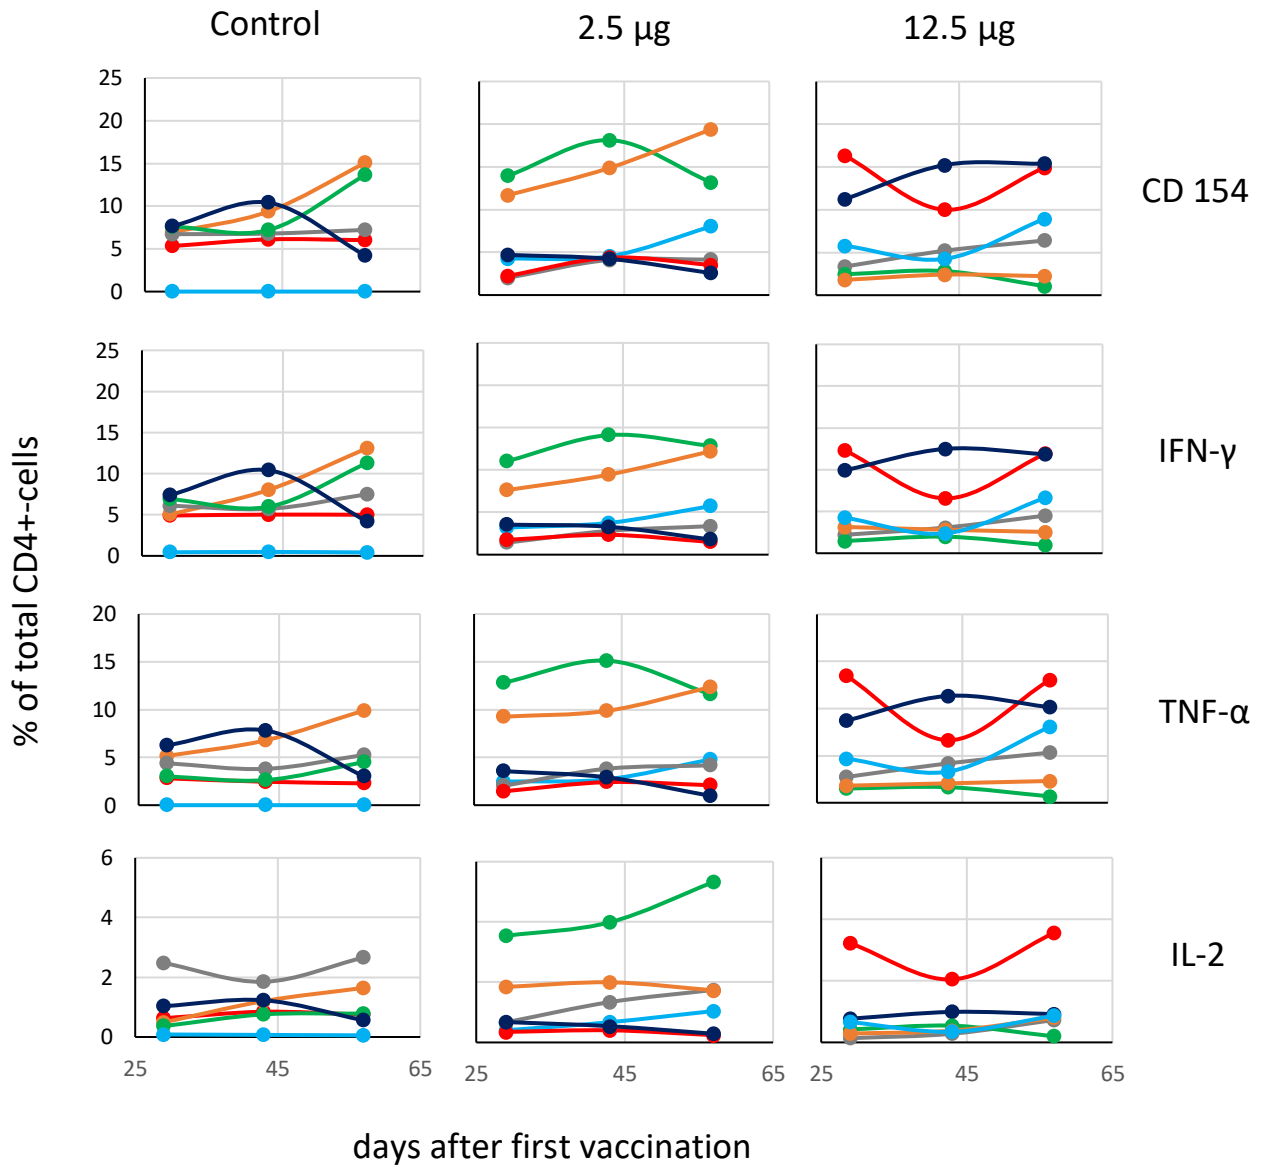 Control 2.5 µg 12.5 µg
25
20
15
10
5
0
CD 154
25
20
15
10
5
0
IFN-γ
% of total CD4+-cells
20
15
10
5
0
TNF-α
6
4
2
0
IL-2
25 45 65 25 45 65 25 45 65
days after first vaccination